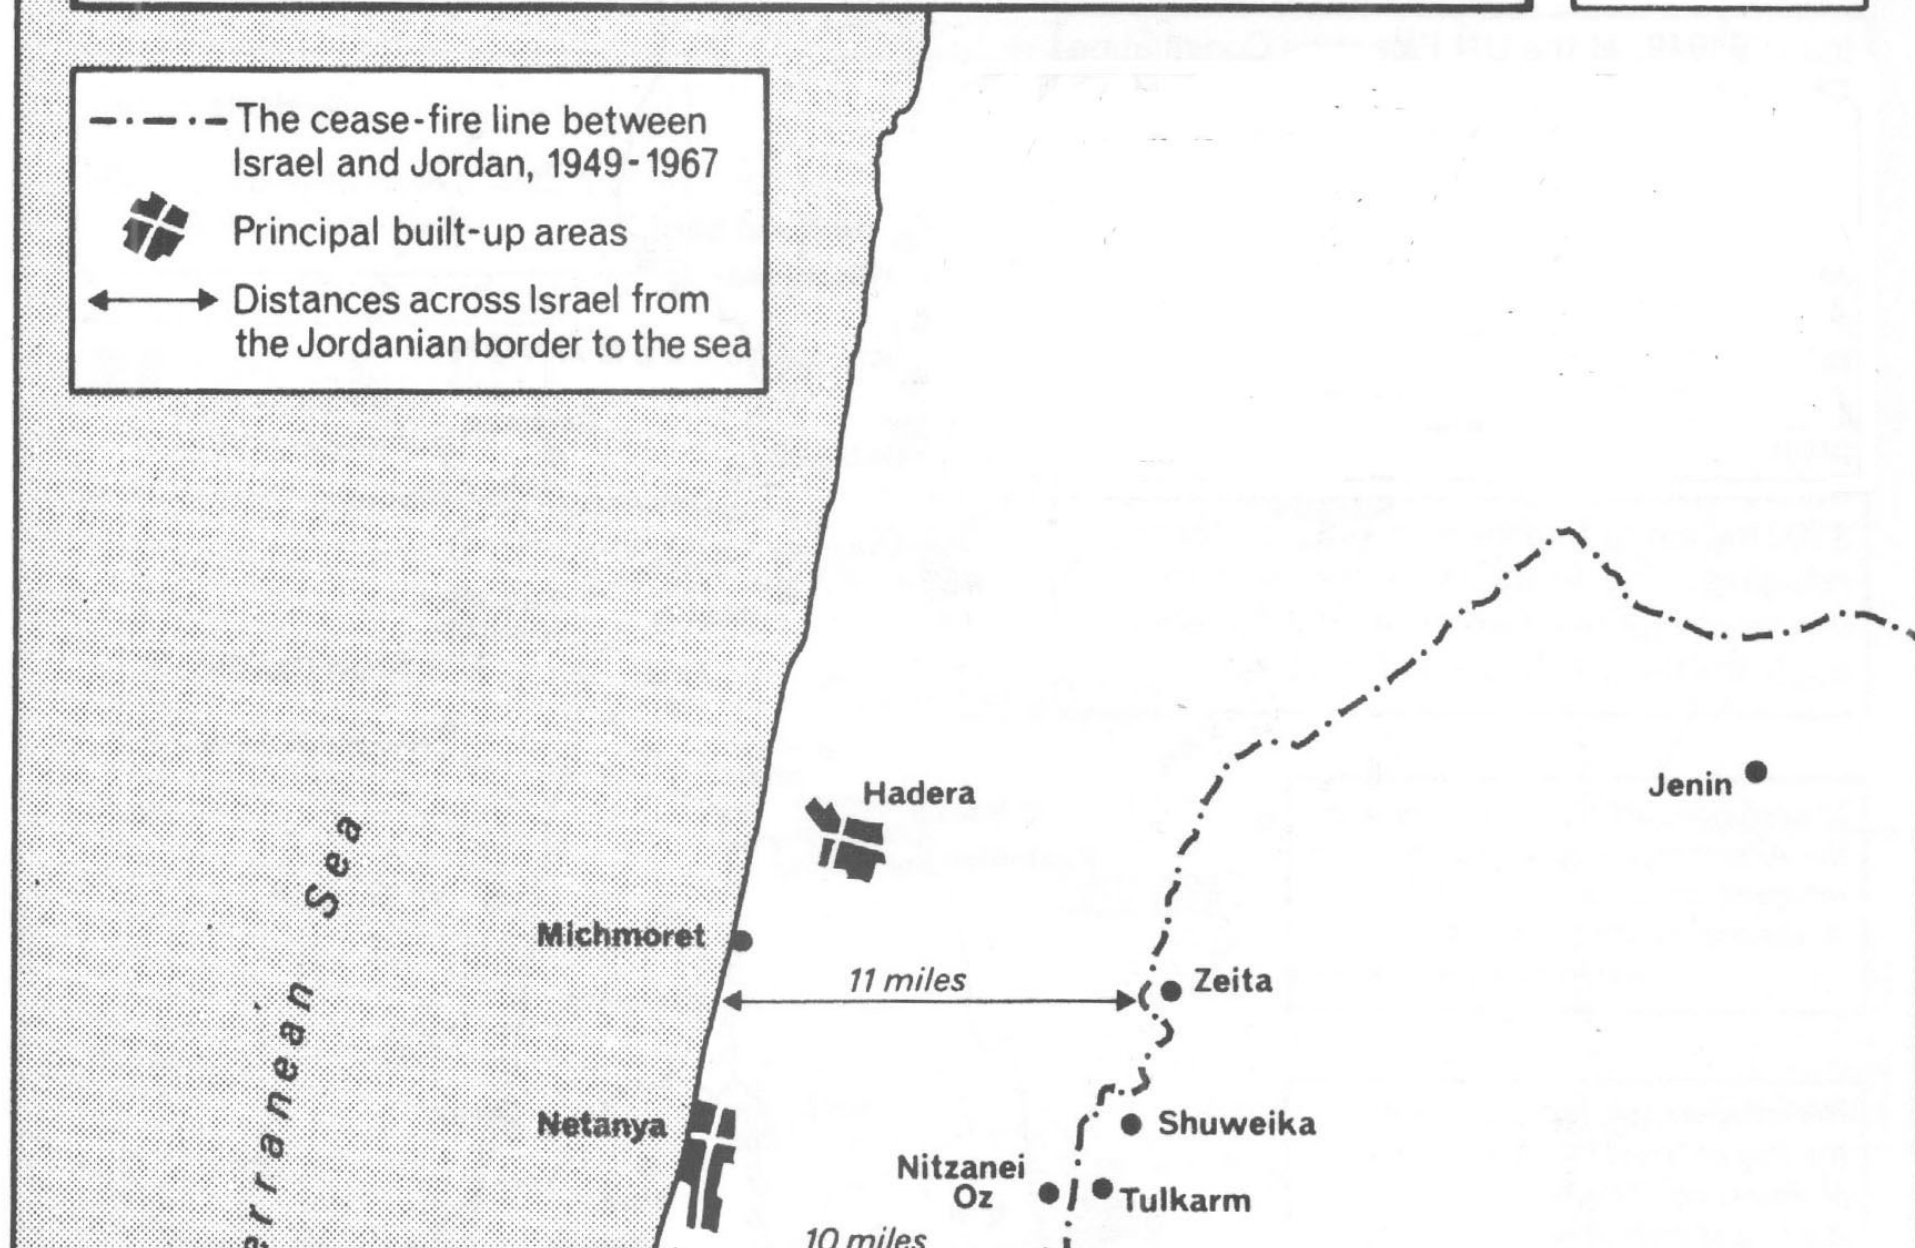 The cease-fire line between
Israel and Jordan, 1949-1967
Principal built-up areas
Distances across Israel from
the Jordanian border to the sea
Hadera
Jenin
Sea
Michmoret
11 miles
Zeita
Netanya
Shuweika
Nitzanei
Oz
Tulkarm
10 miles